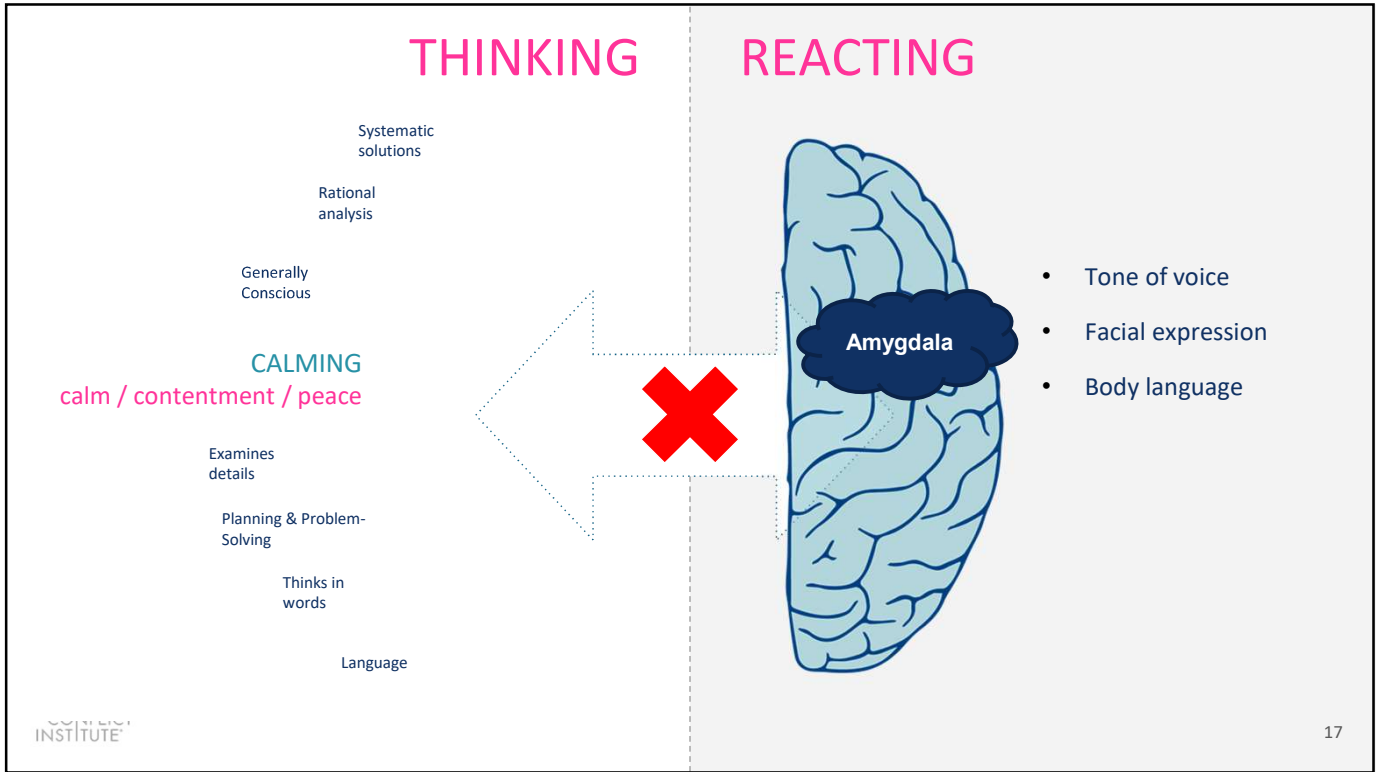 THINKING
REACTING
Systematic
solutions
Rational
analysis
Generally
Conscious
CALMING
calm / contentment / peace
Examines
details
Planning & Problem-
Solving
Thinks in
words
Language
Amygdala
• Tone of voice
• Facial expression
• Body language
CONFLICT
INSTITUTE®
17